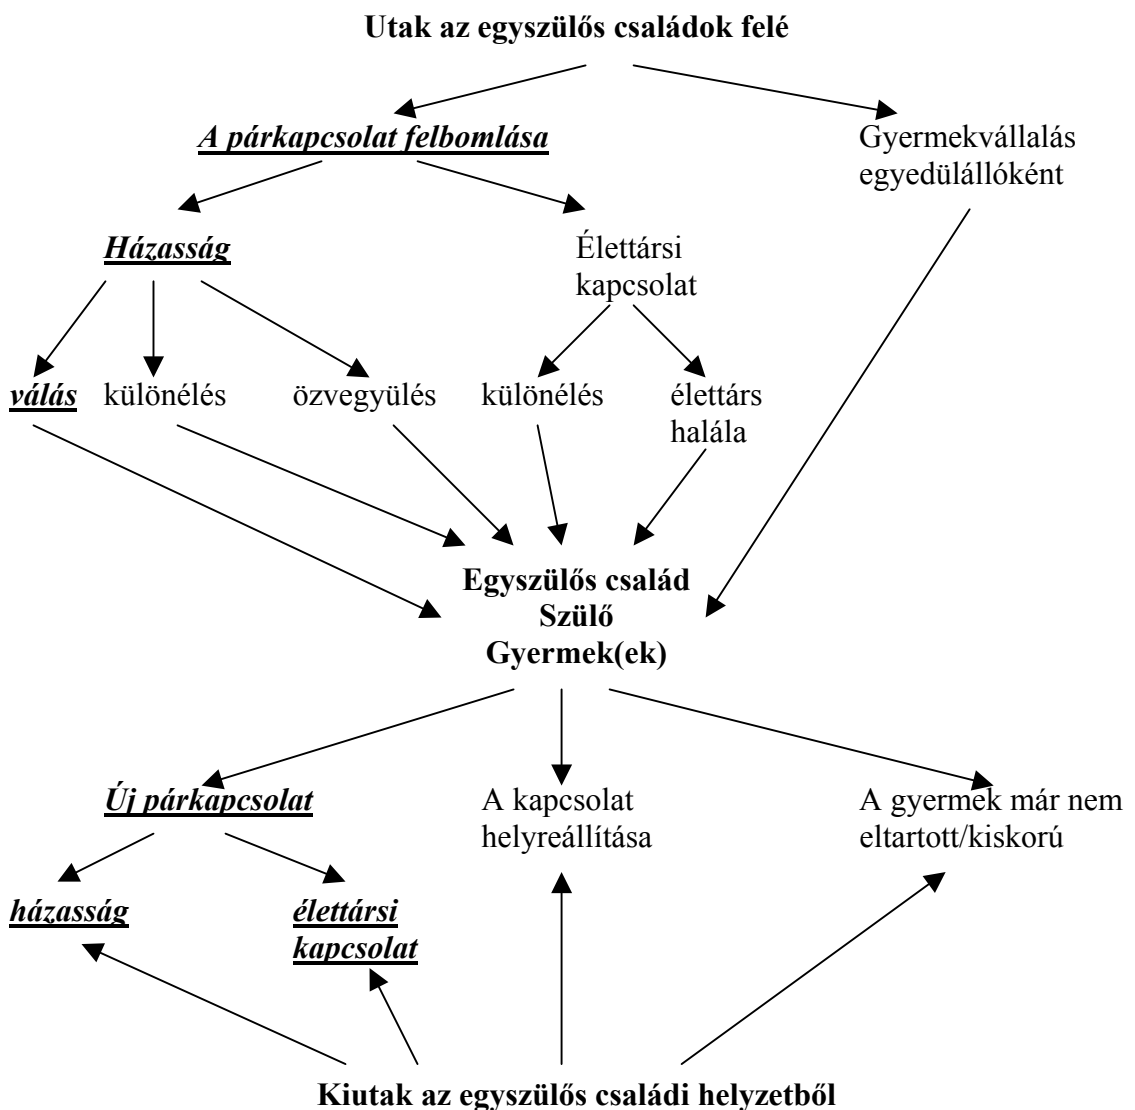 Utak az egyszülős családok felé
A párkapcsolat felbomlása
Gyermekvállalás
egyedülállóként
Házasság
Élettársi
kapcsolat
válás
különélés
özvegyülés
különélés
élettárs
halála
Egyszülős család
Szülő
Gyermek(ek)
Új párkapcsolat
A kapcsolat
helyreállítása
A gyermek már nem
eltartott/kiskorú
házasság
élettársi
kapcsolat
Kiutak az egyszülős családi helyzetből